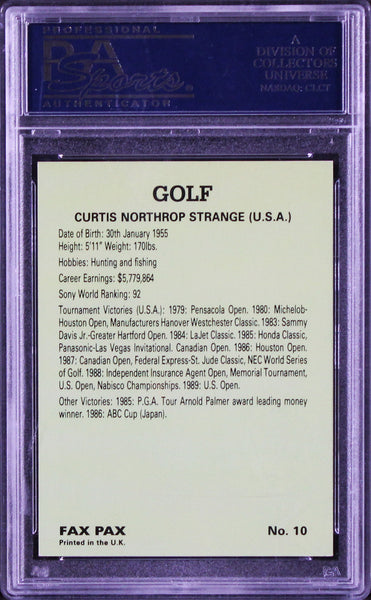 PROFESSIONAL
PSA
Sports
AUTHENTICATOR
A
DIVISION OF
COLLECTORS
UNIVERSE
NASDAQ: CLCT
GOLF
CURTIS NORTHROP STRANGE (U.S.A.)
Date of Birth: 30th January 1955
Height: 5'11" Weight: 170lbs.
Hobbies: Hunting and fishing
Career Earnings: $5,779,864
Sony World Ranking: 92
Tournament Victories (U.S.A.): 1979: Pensacola Open. 1980: Michelob-
Houston Open, Manufacturers Hanover Westchester Classic. 1983: Sammy
Davis Jr.-Greater Hartford Open. 1984: LaJet Classic. 1985: Honda Classic,
Panasonic-Las Vegas Invitational. Canadian Open. 1986: Houston Open.
1987: Canadian Open, Federal Express-St. Jude Classic, NEC World Series
of Golf. 1988: Independent Insurance Agent Open, Memorial Tournament,
U.S. Open, Nabisco Championships. 1989: U.S. Open.
Other Victories: 1985: P.G.A. Tour Arnold Palmer award leading money
winner. 1986: ABC Cup (Japan).
FAX PAX No. 10
Printed in the U.K.